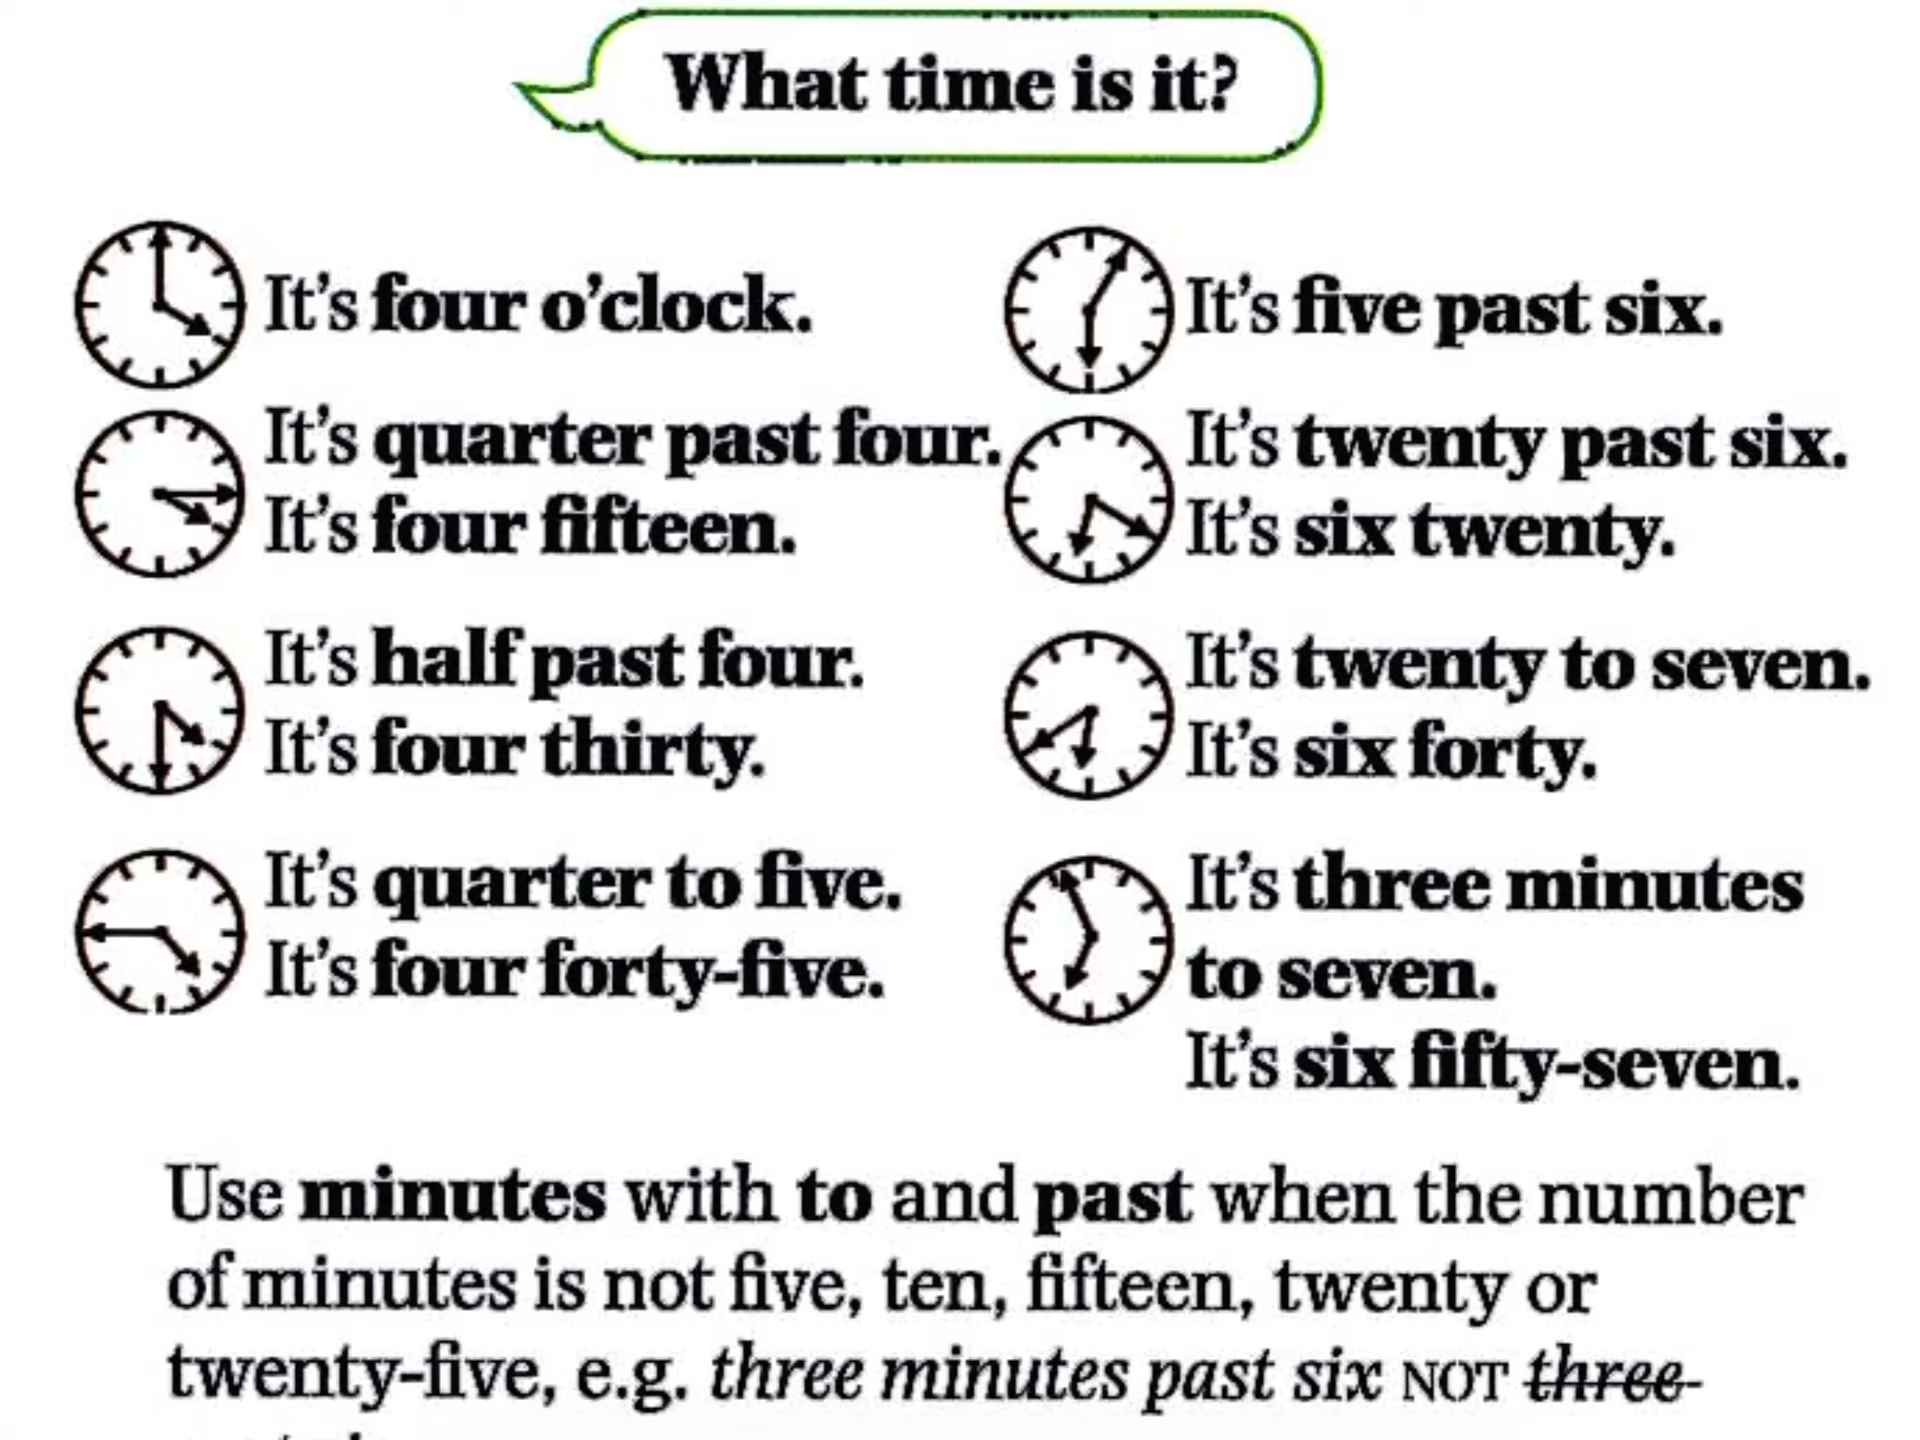 What time is it?
It's four o'clock.
It's quarter past four.
It's four fifteen.
It's half past four.
It's four thirty.
It's quarter to five.
It's four forty-five.
It's five past six.
It's twenty past six.
It's six twenty.
It's twenty to seven.
It's six forty.
It's three minutes
to seven.
It's six fifty-seven.
Use minutes with to and past when the number
of minutes is not five, ten, fifteen, twenty or
twenty-five, e.g. three minutes past six NOT three